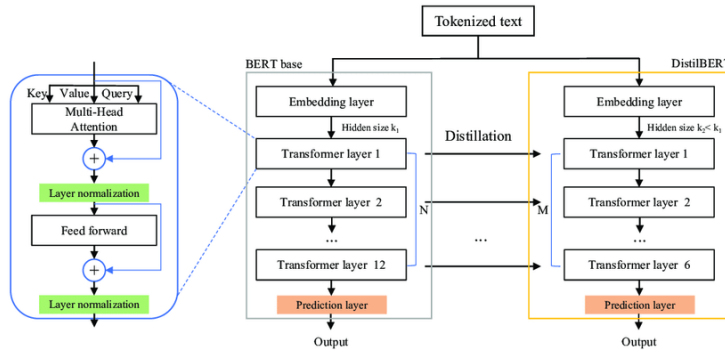 Tokenized text
BERT base
DistilBERT
Key
Value
Query
Multi-Head
Attention
+
Layer normalization
Feed forward
+
Layer normalization
Embedding layer
Hidden size k₁
Transformer layer 1
Transformer layer 2
...
Transformer layer 12
Prediction layer
Output
N
Distillation
...
M
Embedding layer
Hidden size k₂< k₁
Transformer layer 1
Transformer layer 2
...
Transformer layer 6
Prediction layer
Output